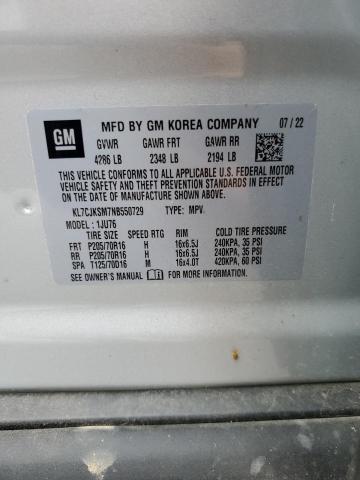 GM
MFD BY GM KOREA COMPANY 07 / 22
GVWR GAWR FRT GAWR RR
4286 LB 2348 LB 2194 LB
THIS VEHICLE CONFORMS TO ALL APPLICABLE U.S. FEDERAL MOTOR
VEHICLE SAFETY AND THEFT PREVENTION STANDARDS IN EFFECT
ON THE DATE OF MANUFACTURE SHOWN ABOVE.
KL7CJKSM7NB550729 TYPE: MPV
MODEL : 1JU76
TIRE SIZE SPEED RTG RIM COLD TIRE PRESSURE
FRT P205/70R16 H 16x6.5J 240KPA, 35 PSI
RR P205/70R16 H 16x6.5J 240KPA, 35 PSI
SPA T125/70D16 M 16x4.0T 420KPA, 60 PSI
SEE OWNER'S MANUAL FOR ADDITIONAL INFORMATION.